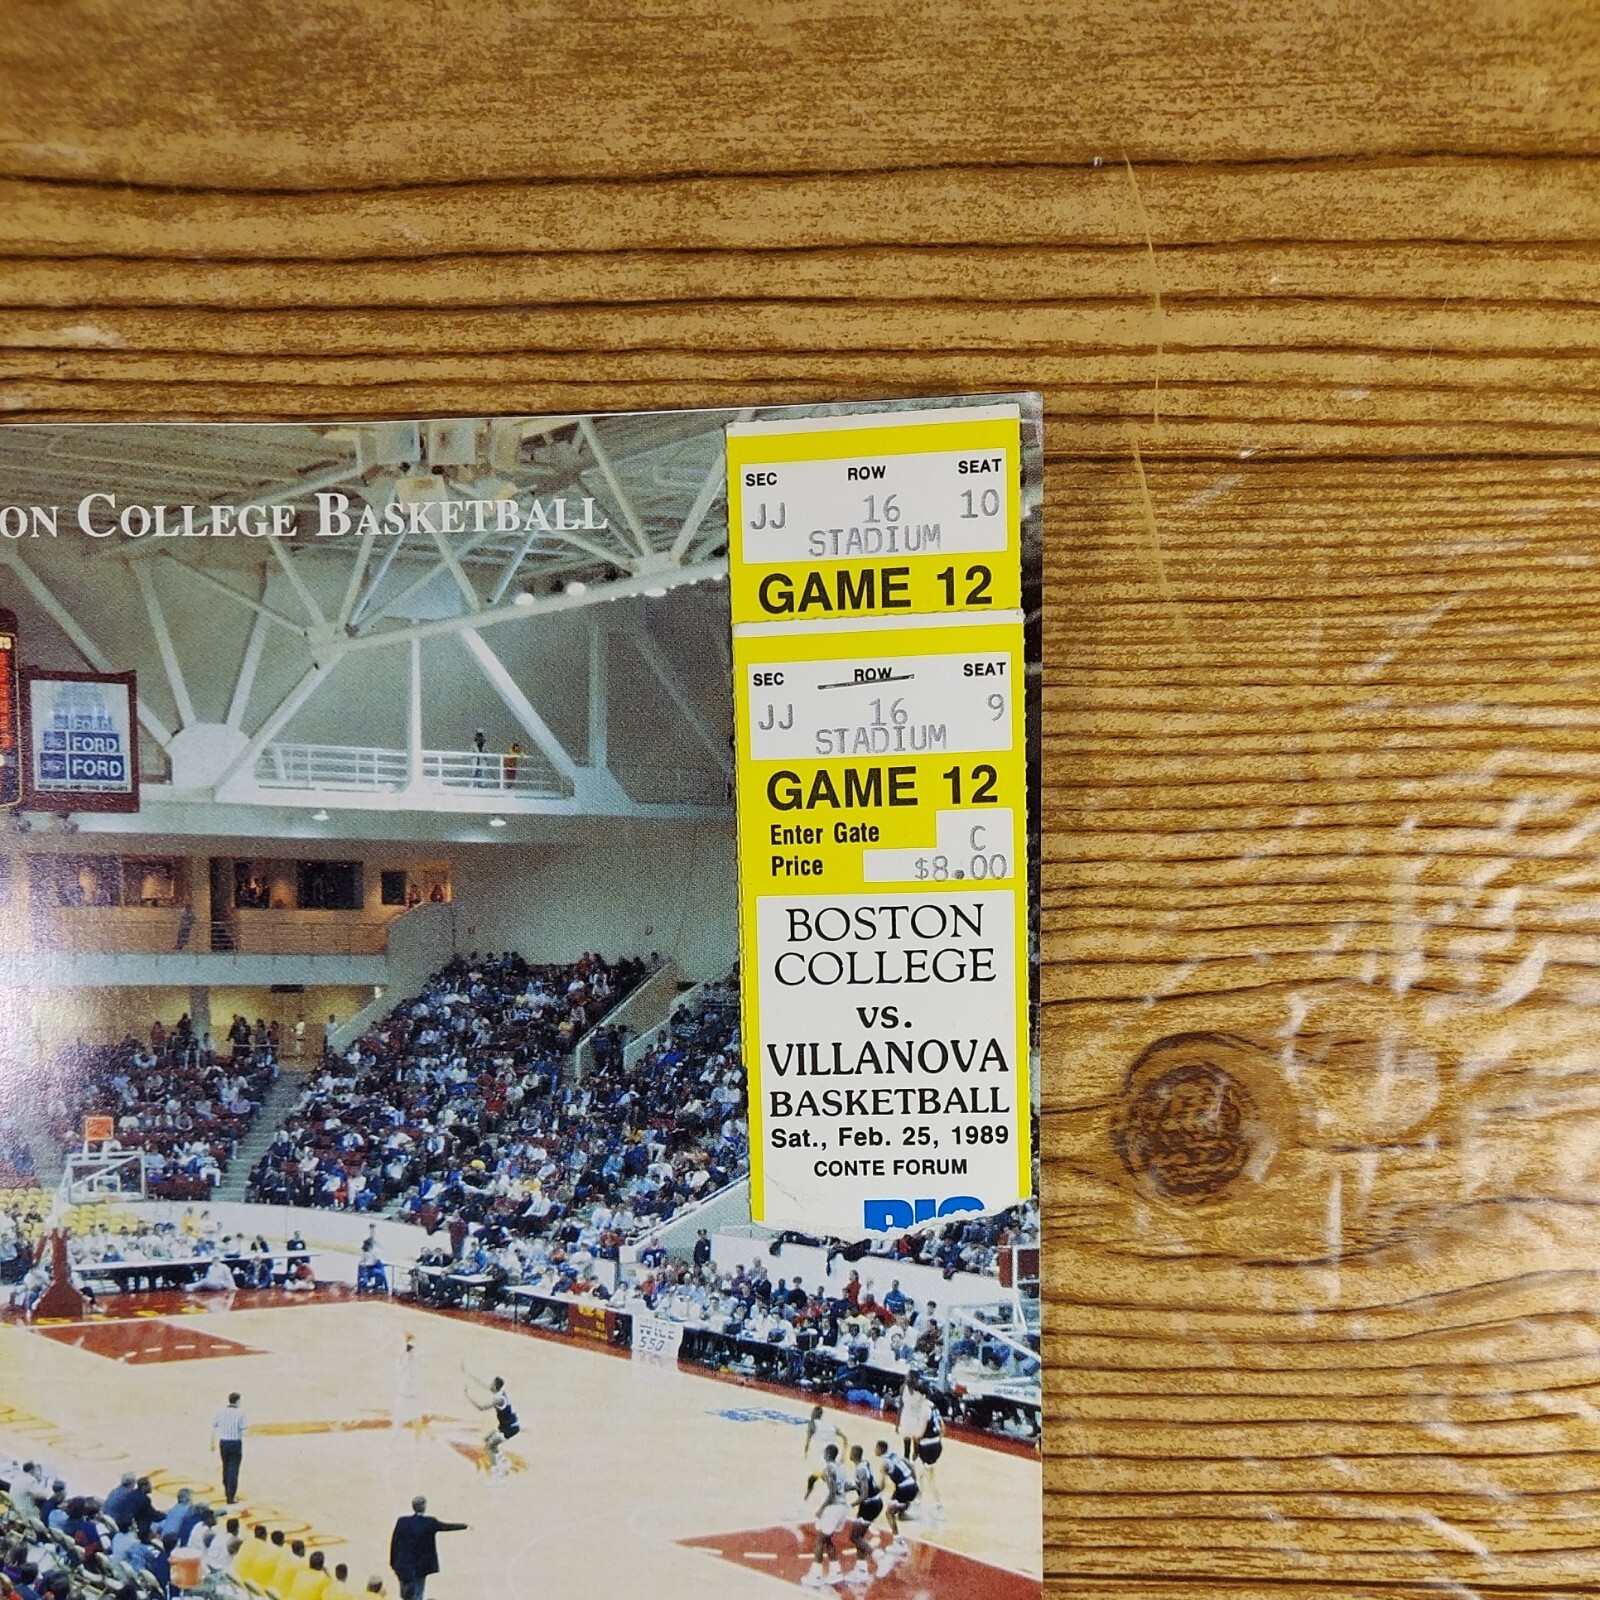 ON COLLEGE BASKETBALL
SEC ROW SEAT
JJ 16 10
STADIUM
GAME 12
SEC ROW SEAT
JJ 16 9
STADIUM
GAME 12
Enter Gate C
Price $8.00
BOSTON
COLLEGE
vs.
VILLANOVA
BASKETBALL
Sat., Feb. 25, 1989
CONTE FORUM
FORD
FORD